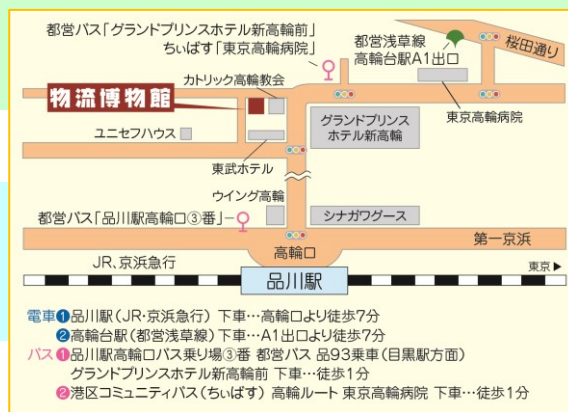 都営バス「グランドプリンスホテル新高輪前」
ちぃばす「東京高輪病院」
都営浅草線
高輪台駅A1出口
桜田通り
カトリック高輪教会
物流博物館
東京高輪病院
グランドプリンス
ホテル新高輪
ユニセフハウス
東武ホテル
ウイング高輪
都営バス「品川駅高輪口③番」
シナガワグース
第一京浜
高輪口
JR、京浜急行
東京▶
品川駅
電車❶品川駅(JR・京浜急行)下車…高輪口より徒歩7分
❷高輪台駅(都営浅草線)下車…A1出口より徒歩7分
バス❶品川駅高輪口バス乗り場③番 都営バス 品93乗車(目黒駅方面)
グランドプリンスホテル新高輪前 下車…徒歩1分
❷港区コミュニティバス(ちぃばす) 高輪ルート 東京高輪病院 下車…徒歩1分